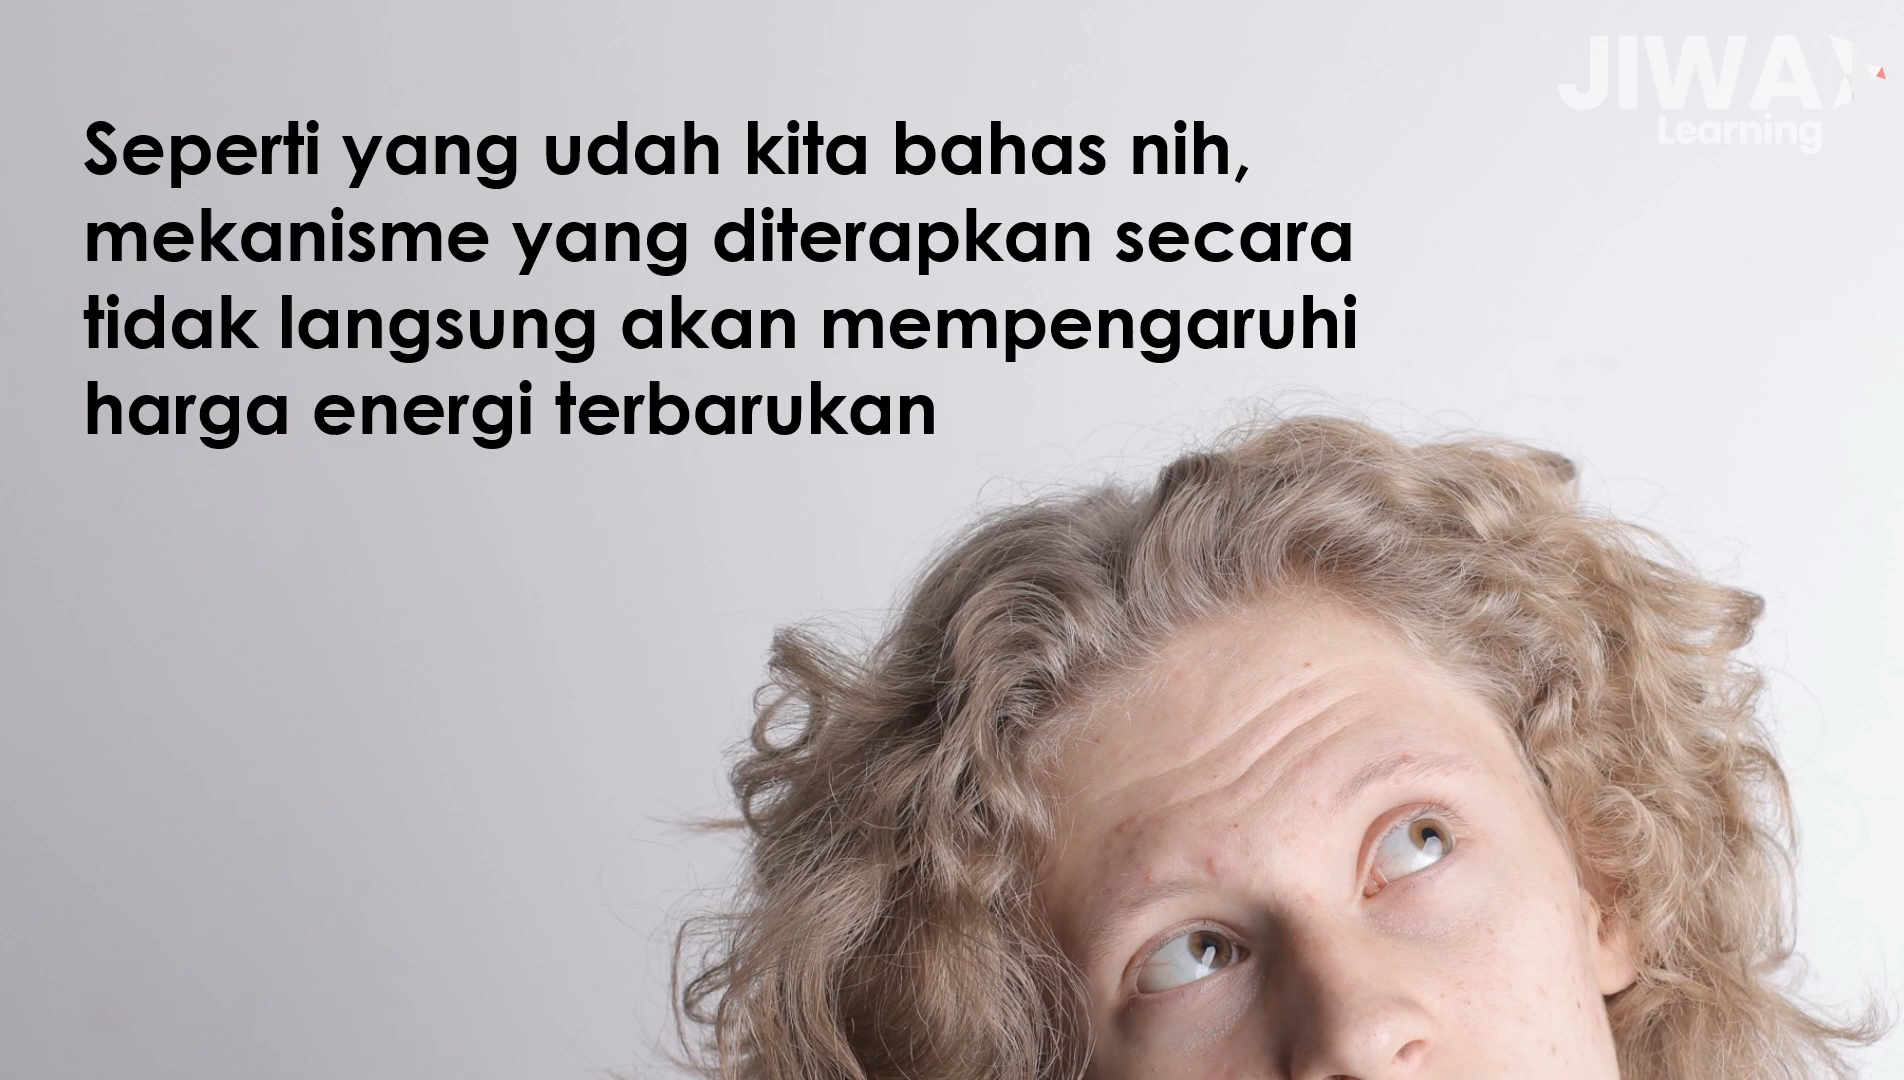 JIWA
Learning
Seperti yang udah kita bahas nih,
mekanisme yang diterapkan secara
tidak langsung akan mempengaruhi
harga energi terbarukan